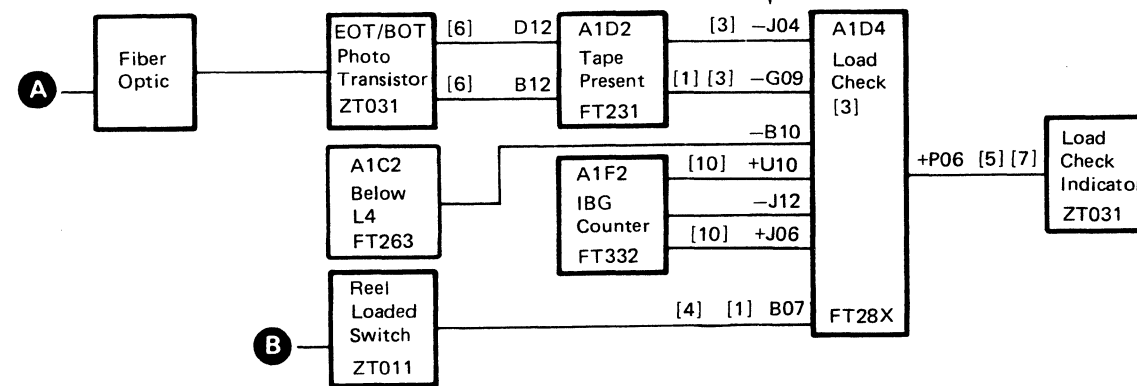 A
Fiber
Optic
EOT/BOT
Photo
Transistor
ZT031
[6] D12
[6] B12
A1D2
Tape
Present
FT231
[3] −J04
[1] [3] −G09
−B10
A1C2
Below
L4
FT263
A1F2
IBG
Counter
FT332
[10] +U10
−J12
[10] +J06
B
Reel
Loaded
Switch
ZT011
[4] [1] B07
A1D4
Load
Check
[3]
FT28X
+P06 [5] [7]
Load
Check
Indicator
ZT031